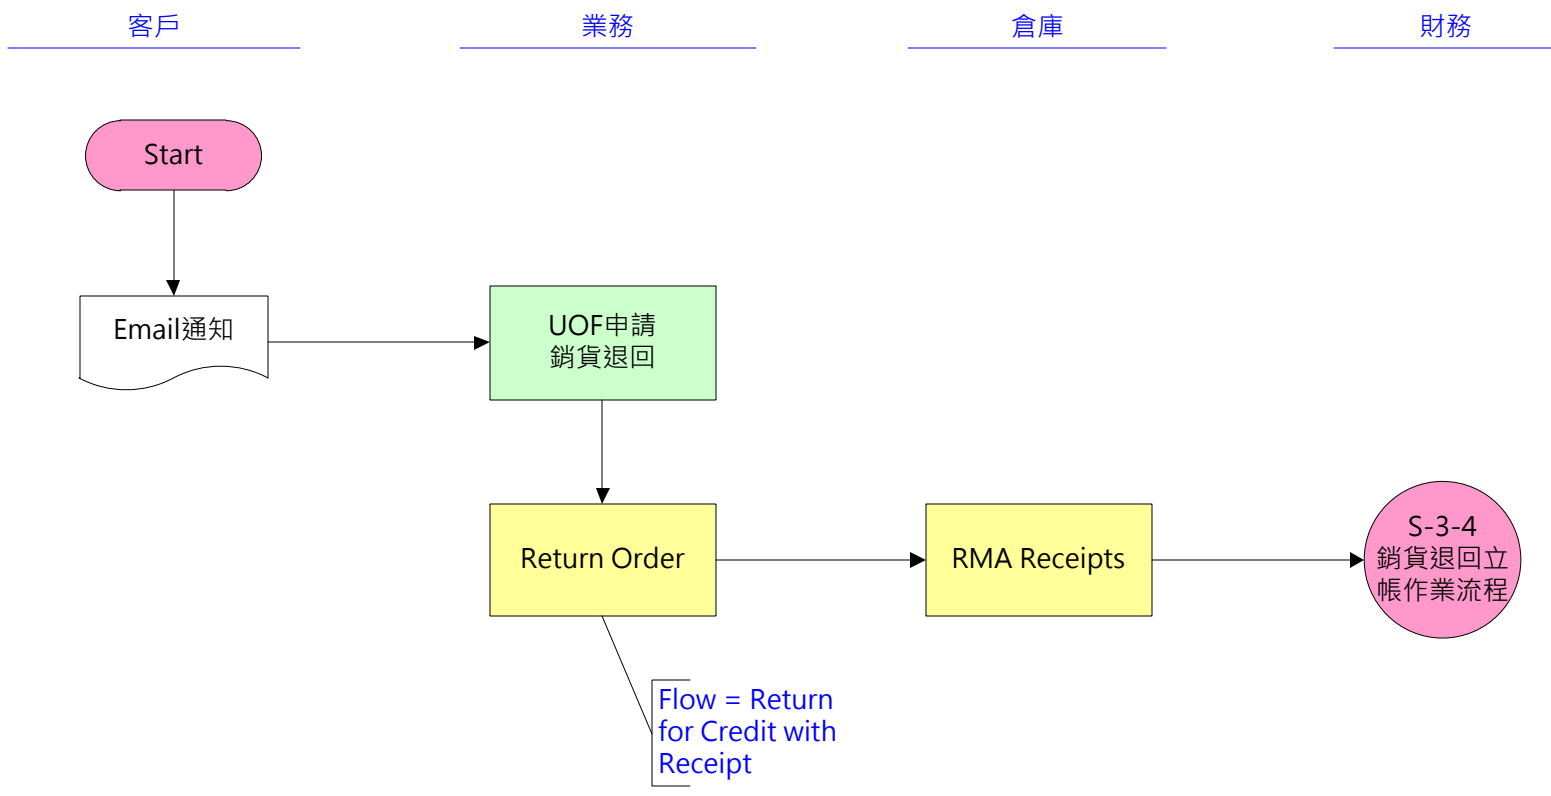 客戶
業務
倉庫
財務
Start
Email通知
UOF申請
銷貨退回
Return Order
RMA Receipts
S-3-4
銷貨退回立
帳作業流程
Flow = Return
for Credit with
Receipt